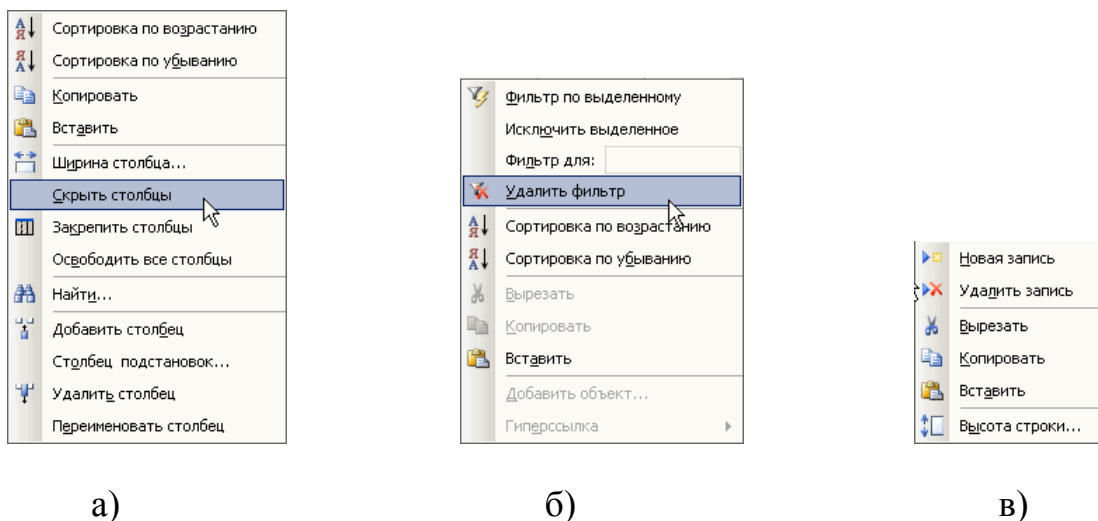 Сортировка по возрастанию
Сортировка по убыванию
Копировать
Вставить
Ширина столбца...
Скрыть столбцы
Закрепить столбцы
Освободить все столбцы
Найти...
Добавить столбец
Столбец подстановок...
Удалить столбец
Переименовать столбец
а)
Фильтр по выделенному
Исключить выделенное
Фильтр для:
Удалить фильтр
Сортировка по возрастанию
Сортировка по убыванию
Вырезать
Копировать
Вставить
Добавить объект...
Гиперссылка
б)
Новая запись
Удалить запись
Вырезать
Копировать
Вставить
Высота строки...
в)